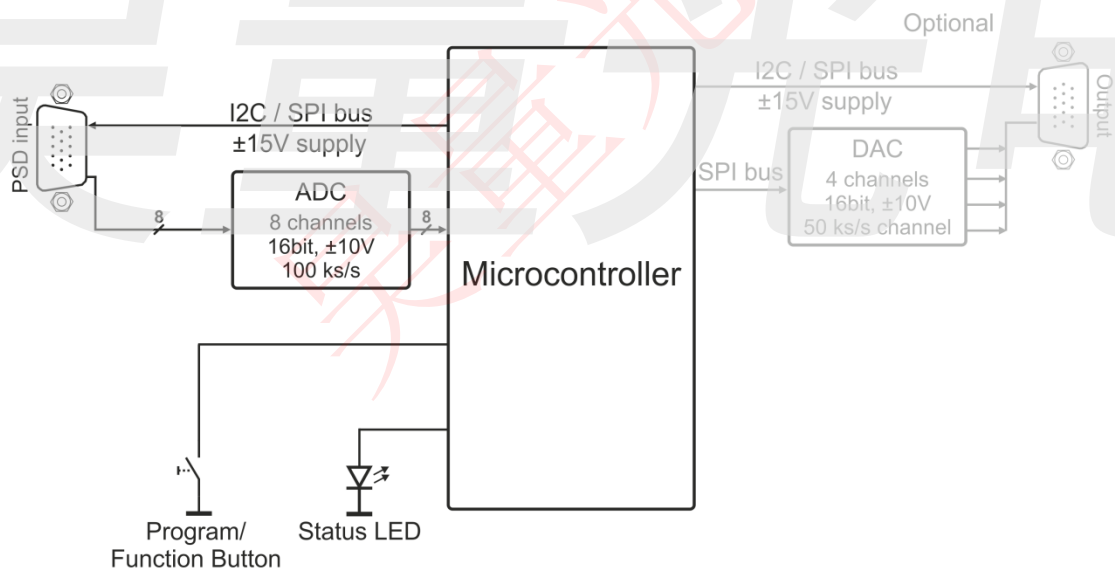 Optional
I2C / SPI bus
±15V supply
PSD input
I2C / SPI bus
±15V supply
Output
ADC
8 channels
16bit, ±10V
100 ks/s
8
8
SPI bus
DAC
4 channels
16bit, ±10V
50 ks/s channel
Microcontroller
Program/
Function Button
Status LED